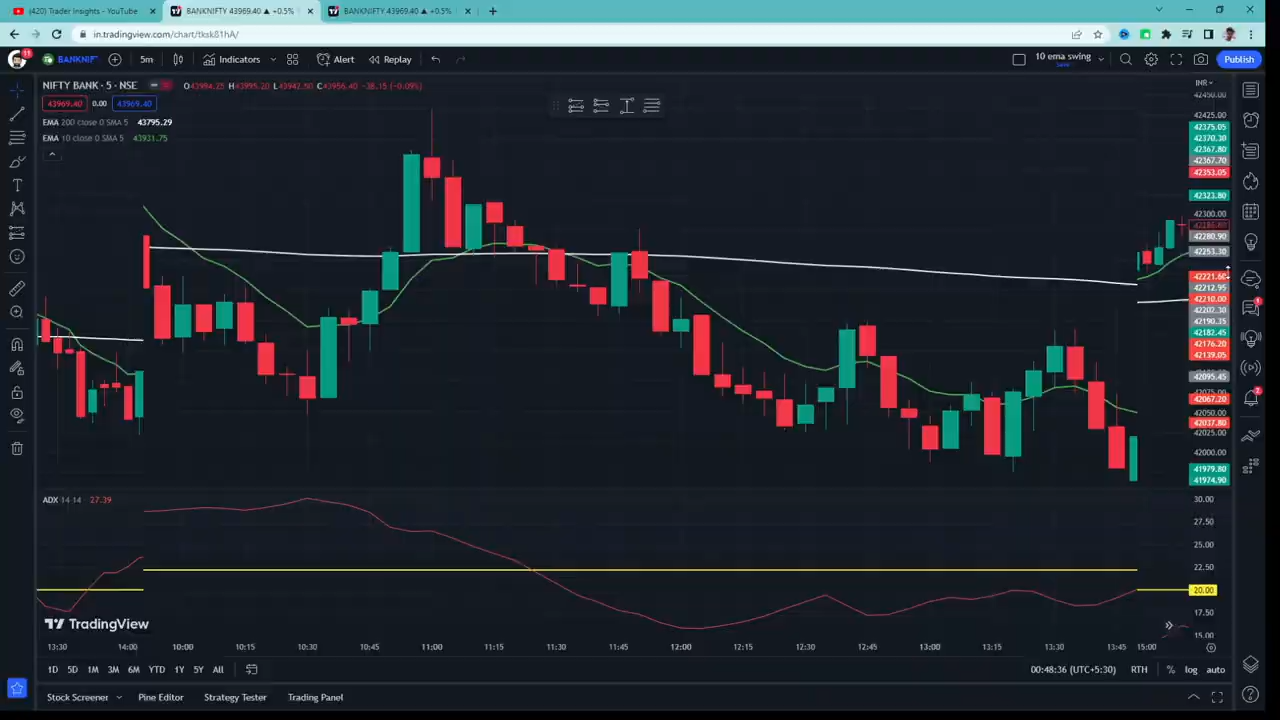 (420) Trader Insights - YouTube
BANKNIFTY 43969.40 ▲ +0.5%
BANKNIFTY 43969.40 ▲ +0.5%
in.tradingview.com/chart/tksk81hA/
11
BANKNIF
5m
Indicators
Alert
Replay
10 ema swing
Save
Publish
NIFTY BANK · 5 · NSE
43969.40 0.00 43969.40
EMA 200 close 0 SMA 5 43795.29
EMA 10 close 0 SMA 5 43931.75
INR
42450.00
42425.00
42375.05
42370.30
42367.80
42367.70
42353.05
42323.80
42300.00
42280.90
42253.30
42221.60
42212.95
42210.00
42202.30
42190.35
42182.45
42176.20
42139.05
42095.45
42075.00
42067.20
42050.00
42037.80
42025.00
42000.00
41979.80
41974.90
ADX 14 14 27.39
30.00
27.50
25.00
22.50
20.00
17.50
15.00
TradingView
13:30 14:00 10:00 10:15 10:30 10:45 11:00 11:15 11:30 11:45 12:00 12:15 12:30 12:45 13:00 13:15 13:30 13:45 15:00
1D 5D 1M 3M 6M YTD 1Y 5Y All
00:48:36 (UTC+5:30) RTH % log auto
Stock Screener Pine Editor Strategy Tester Trading Panel